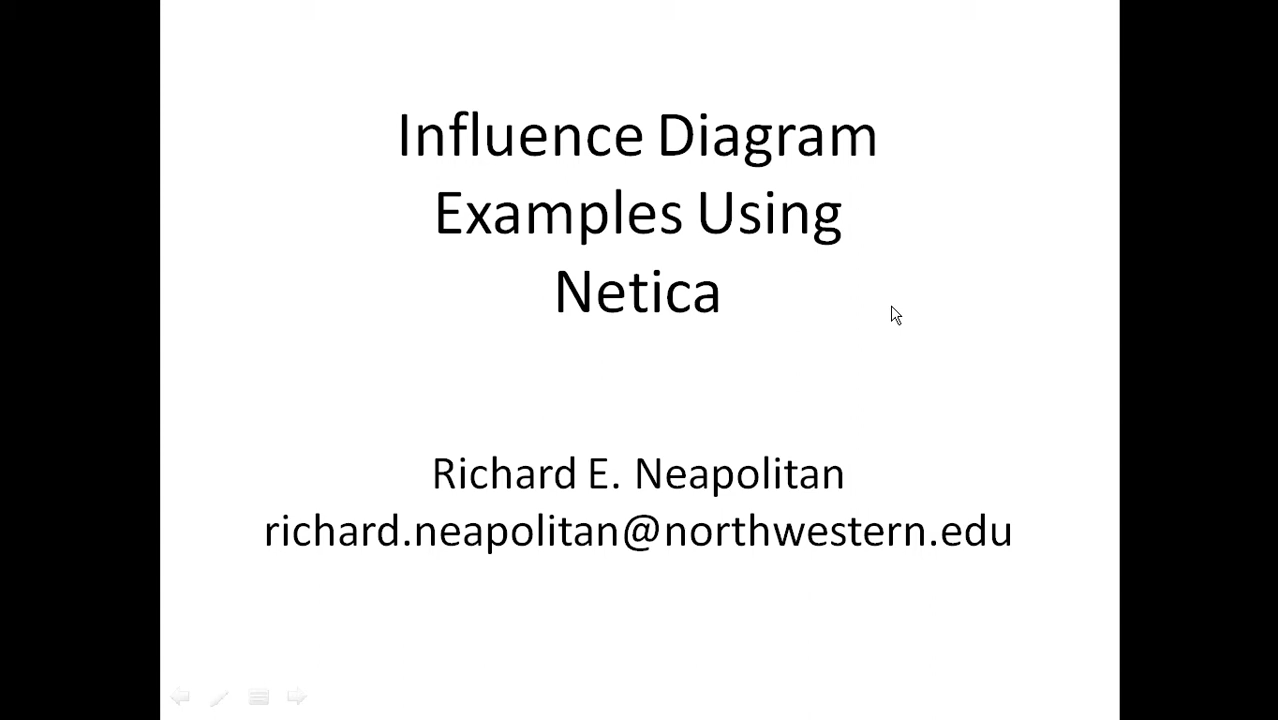 Influence Diagram
Examples Using
Netica
Richard E. Neapolitan
richard.neapolitan@northwestern.edu